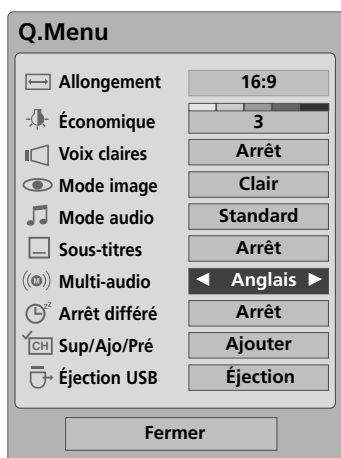 Q.Menu
Allongement 16:9
Économique 3
Voix claires Arrêt
Mode image Clair
Mode audio Standard
Sous-titres Arrêt
Multi-audio ◄ Anglais ►
Arrêt différé Arrêt
CH Sup/Ajo/Pré Ajouter
Éjection USB Éjection
Fermer